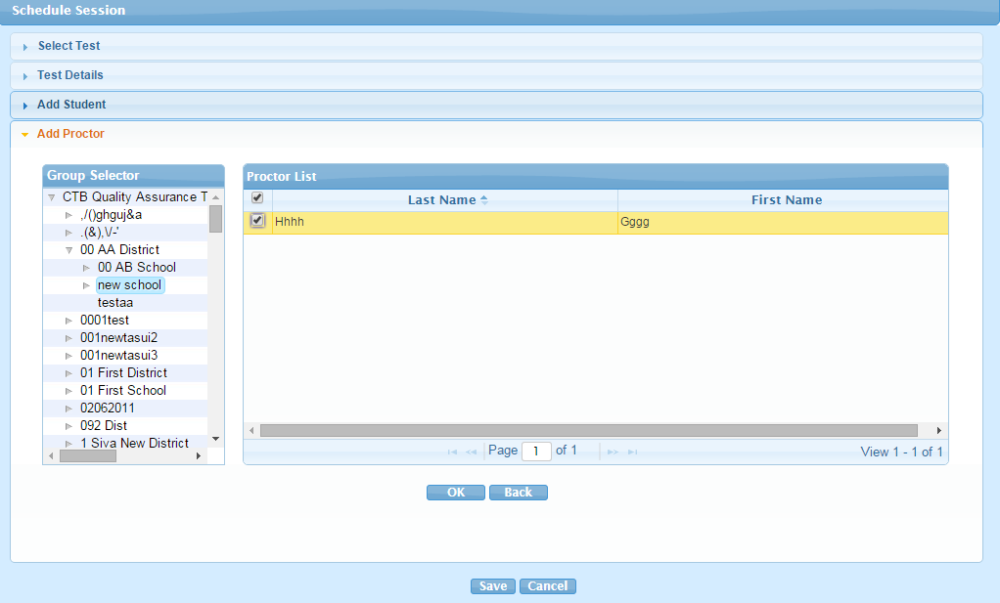 Schedule Session
Select Test
Test Details
Add Student
Add Proctor
Group Selector
CTB Quality Assurance T
,/()ghguj&a
.(&),\/-'
00 AA District
00 AB School
new school
testaa
0001test
001newtasui2
001newtasui3
01 First District
01 First School
02062011
092 Dist
1 Siva New District
Proctor List
Last Name First Name
Hhhh Gggg
Page 1 of 1 View 1 - 1 of 1
OK Back
Save Cancel